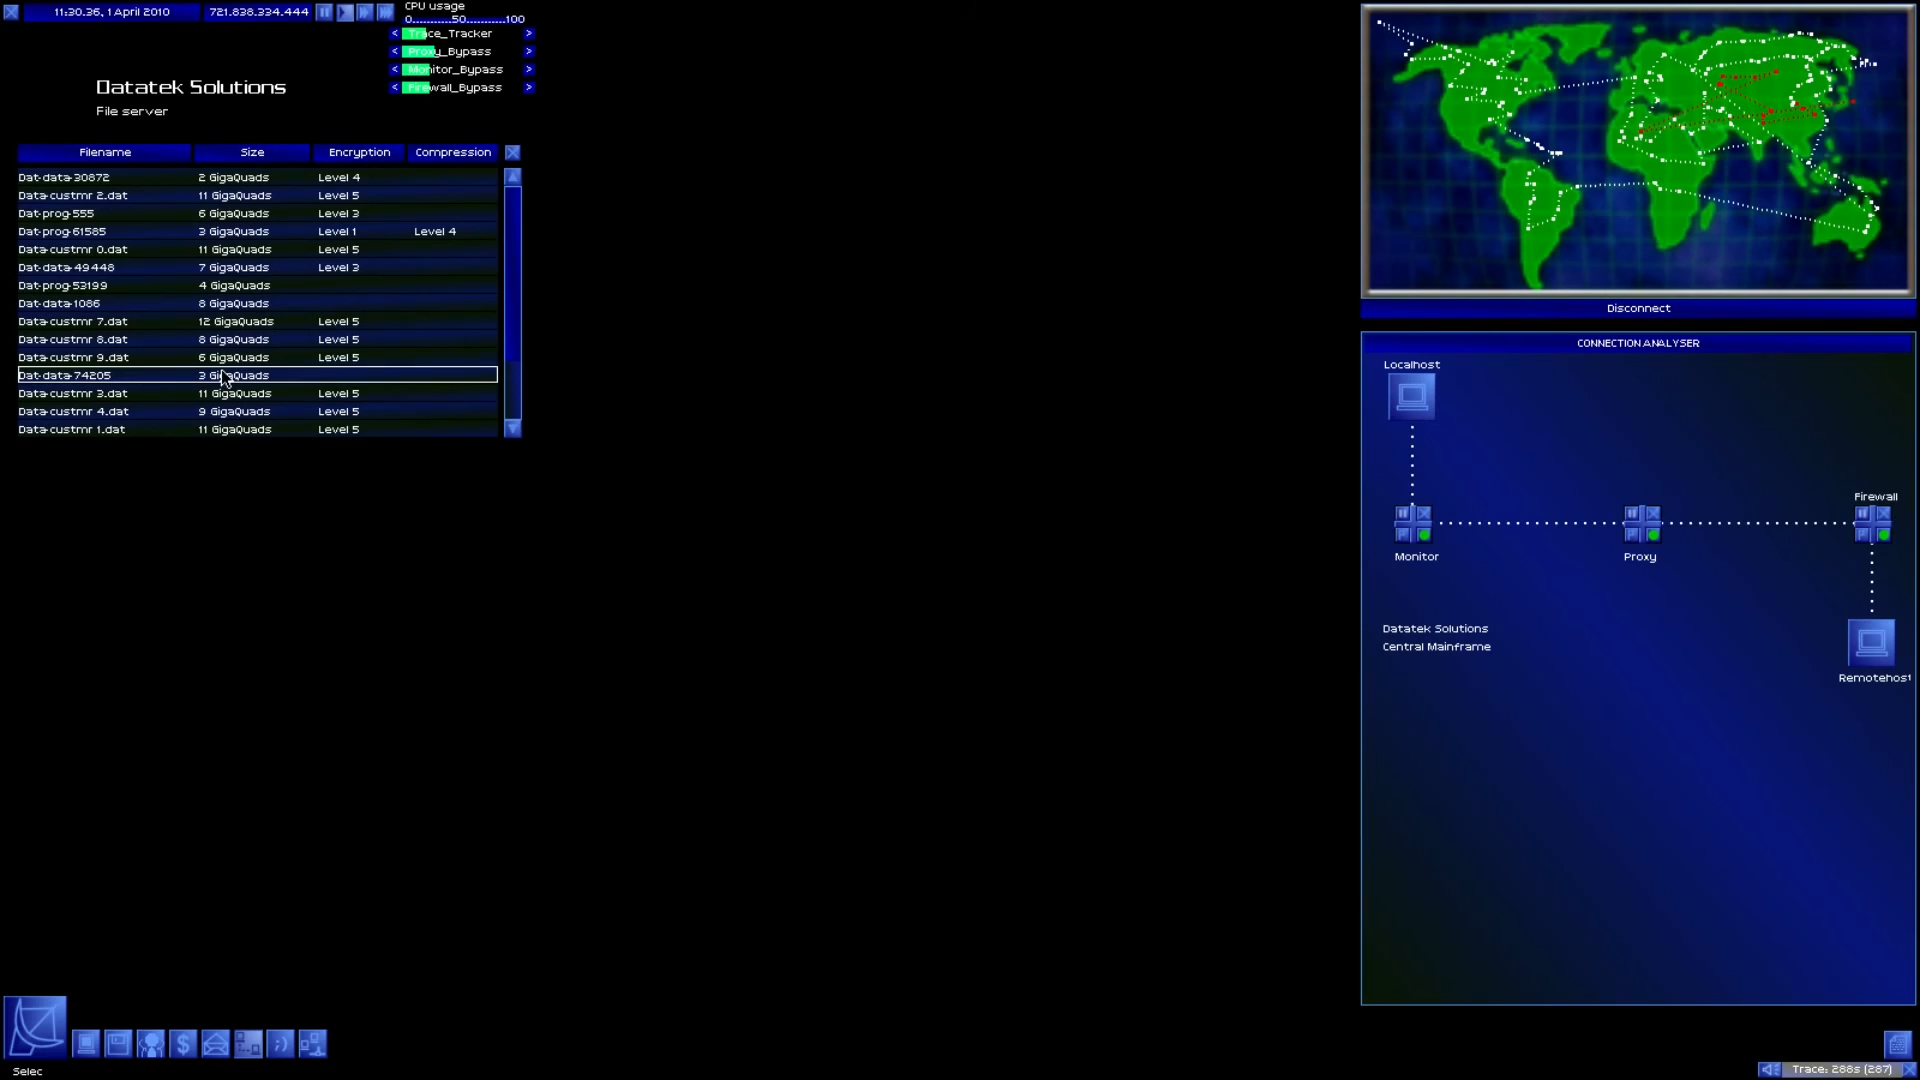 11:30.36, 1 April 2010
721.838.334.444
CPU usage
0............50............100
< Trace_Tracker >
< Proxy_Bypass >
< Monitor_Bypass >
< Firewall_Bypass >
Datatek Solutions
File server
Filename Size Encryption Compression
Dat-data-30872 2 GigaQuads Level 4
Data-custmr 2.dat 11 GigaQuads Level 5
Dat-prog-555 6 GigaQuads Level 3
Dat-prog-61585 3 GigaQuads Level 1 Level 4
Data-custmr 0.dat 11 GigaQuads Level 5
Dat-data-49448 7 GigaQuads Level 3
Dat-prog-53199 4 GigaQuads
Dat-data-1086 8 GigaQuads
Data-custmr 7.dat 12 GigaQuads Level 5
Data-custmr 8.dat 8 GigaQuads Level 5
Data-custmr 9.dat 6 GigaQuads Level 5
Dat-data-74205 3 GigaQuads
Data-custmr 3.dat 11 GigaQuads Level 5
Data-custmr 4.dat 9 GigaQuads Level 5
Data-custmr 1.dat 11 GigaQuads Level 5
Disconnect
CONNECTION ANALYSER
Localhost
Firewall
Monitor
Proxy
Datatek Solutions
Central Mainframe
Remotehost
$
;)
Selec
Trace: 288s (287)